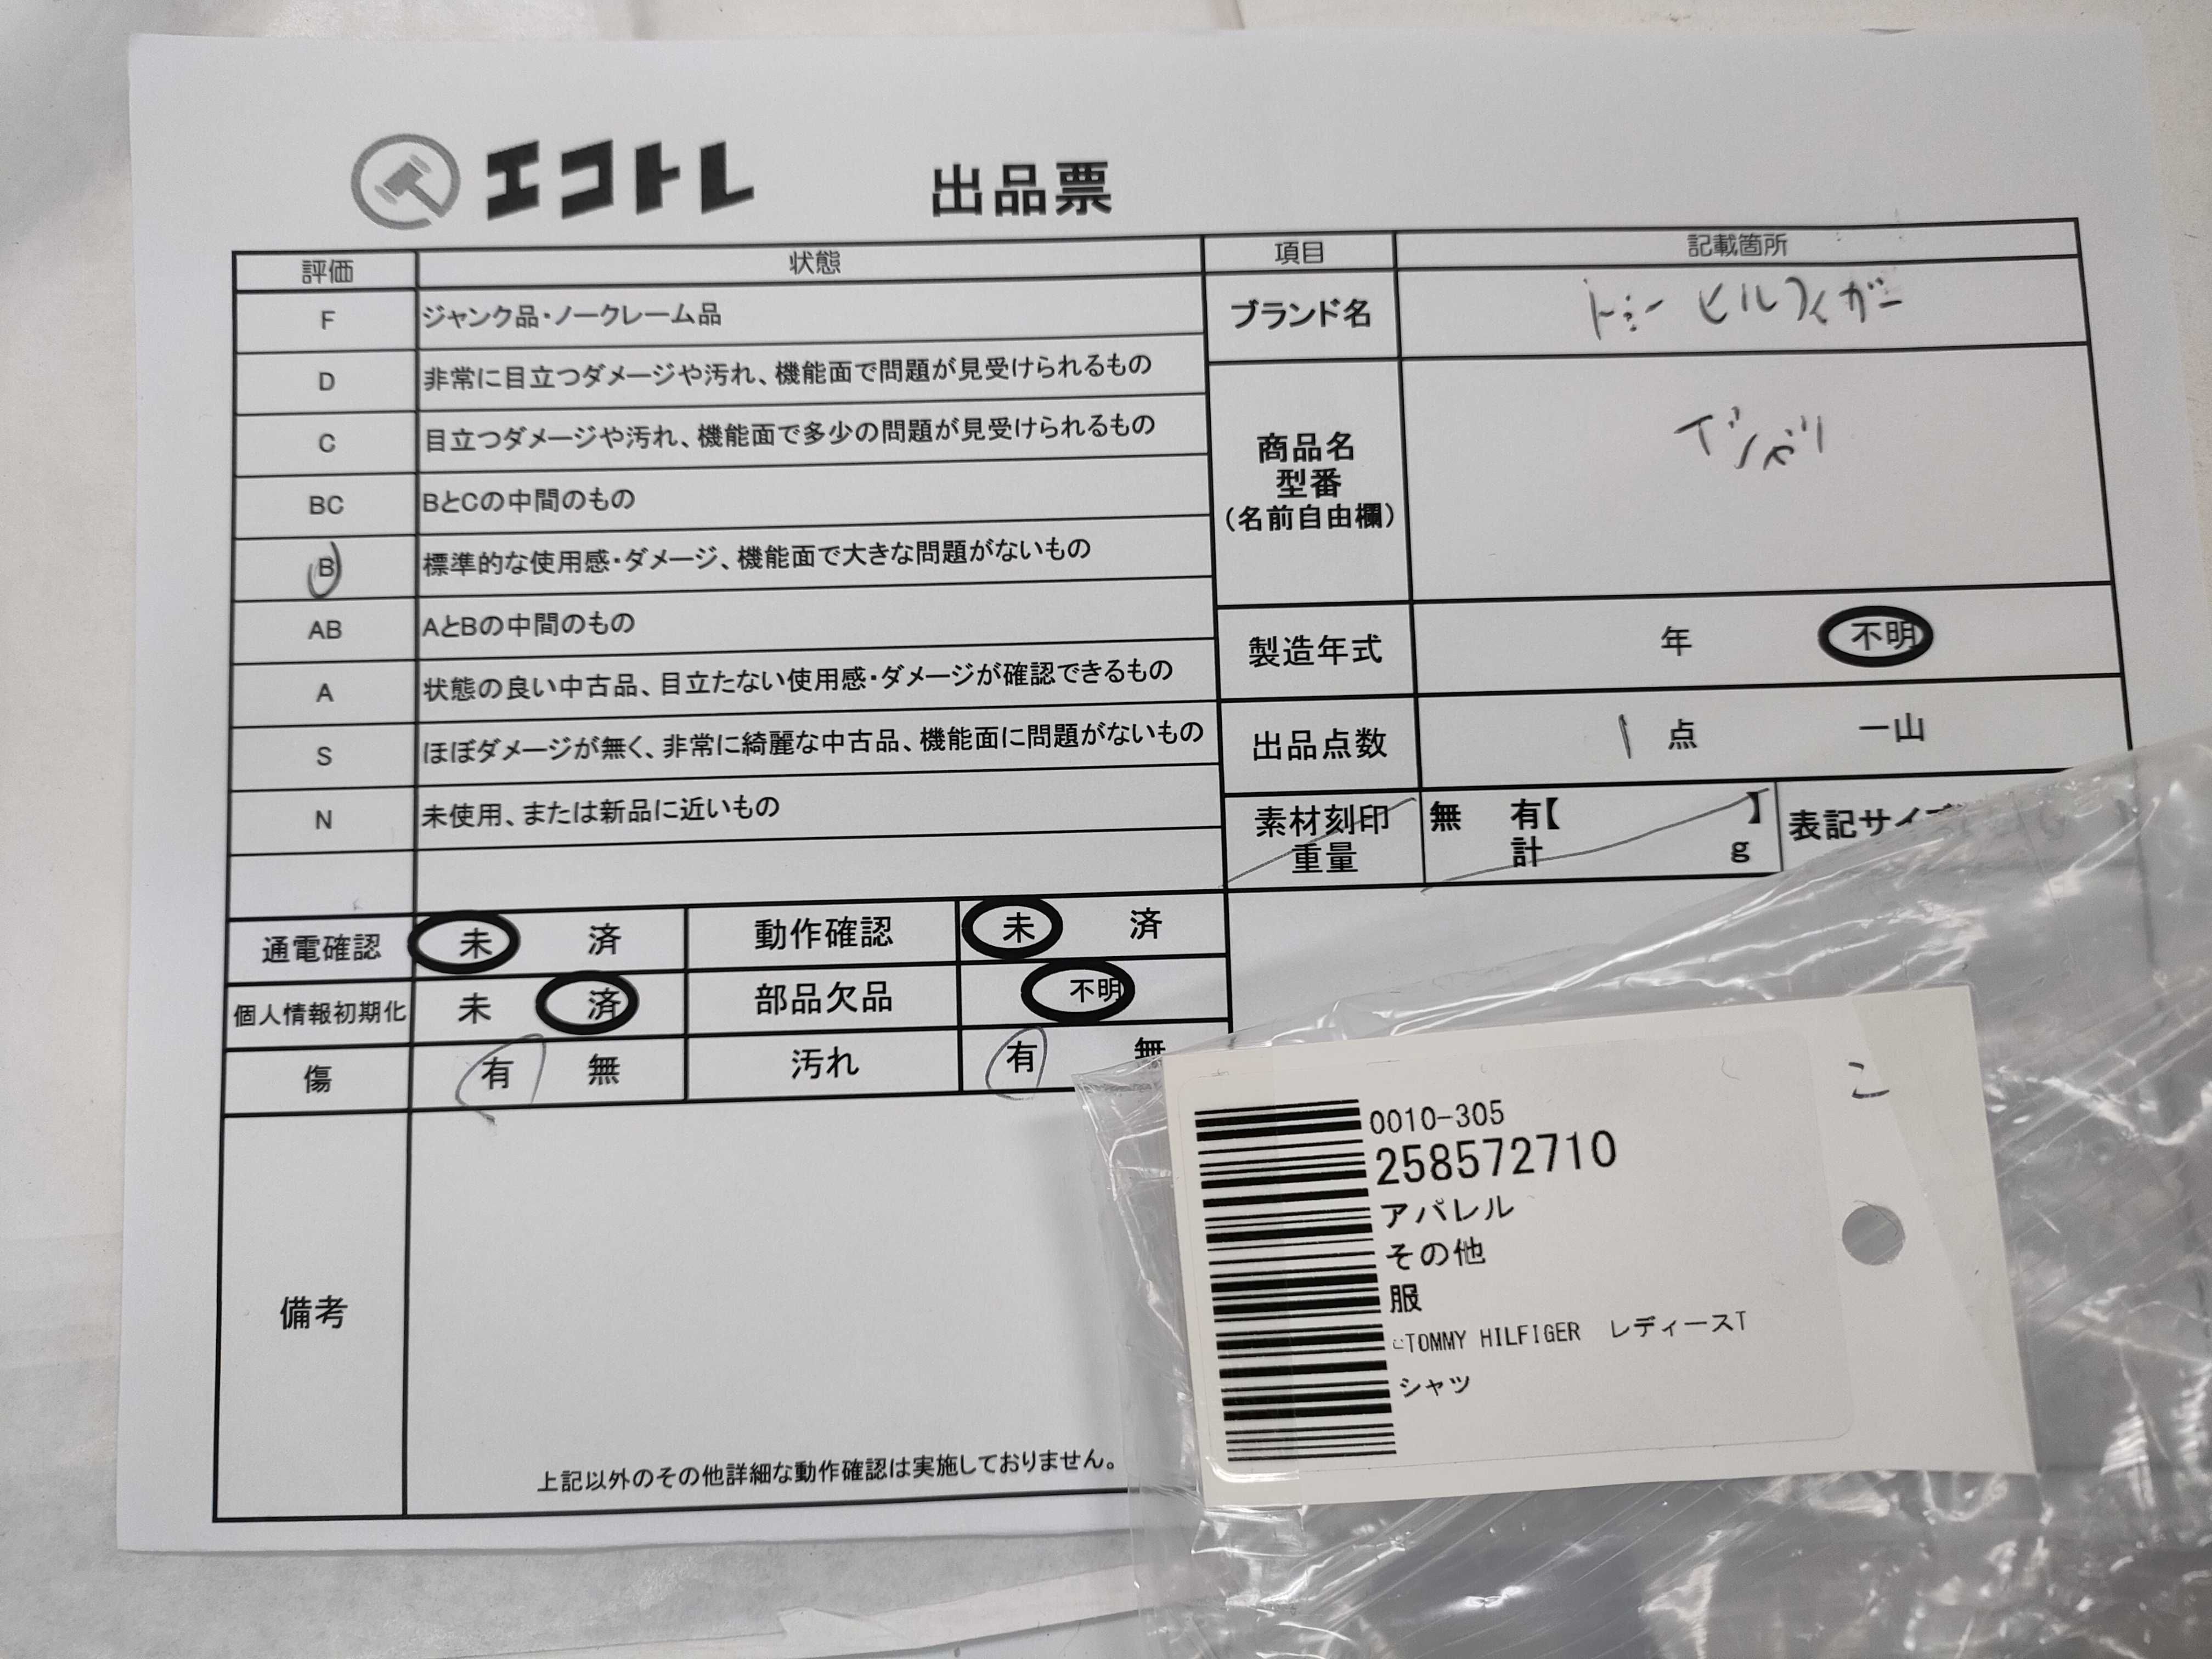 エコトレ 出品票
評価 状態 項目 記載箇所
F ジャンク品・ノークレーム品
D 非常に目立つダメージや汚れ、機能面で問題が見受けられるもの
C 目立つダメージや汚れ、機能面で多少の問題が見受けられるもの
BC BとCの中間のもの
B 標準的な使用感・ダメージ、機能面で大きな問題がないもの
AB AとBの中間のもの
A 状態の良い中古品、目立たない使用感・ダメージが確認できるもの
S ほぼダメージが無く、非常に綺麗な中古品、機能面に問題がないもの
N 未使用、または新品に近いもの
ブランド名 トミーヒルフィガー
商品名
型番
(名前自由欄)
製造年式 年 不明
出品点数 1 点 一山
素材刻印 無 有【 】 表記サイ
重量 計 g
通電確認 未 済 動作確認 未 済
個人情報初期化 未 済 部品欠品 不明
傷 有 無 汚れ 有 無
備考
上記以外のその他詳細な動作確認は実施しておりません。
こ
0010-305
258572710
アパレル
その他
服
TOMMY HILFIGER レディースT
シャツ